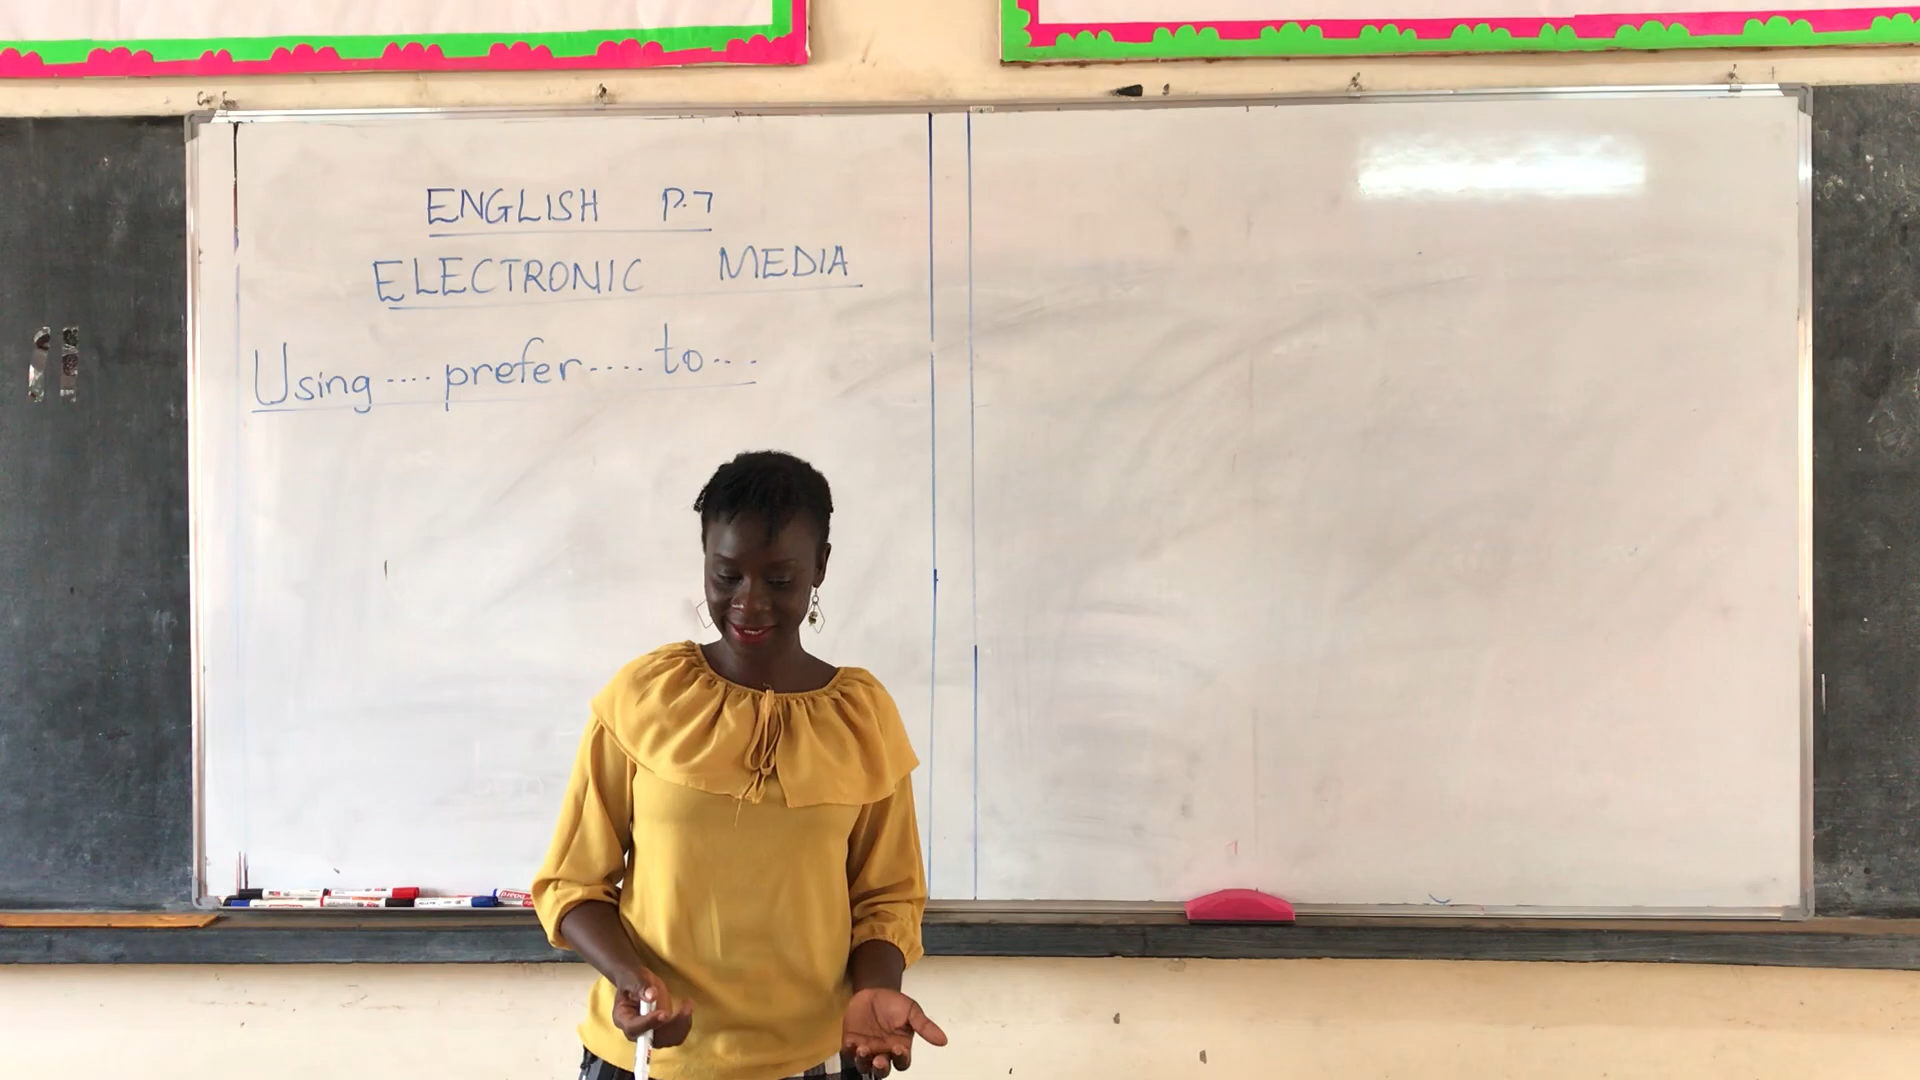 ENGLISH P.7
ELECTRONIC MEDIA
Using .... prefer .... to ....